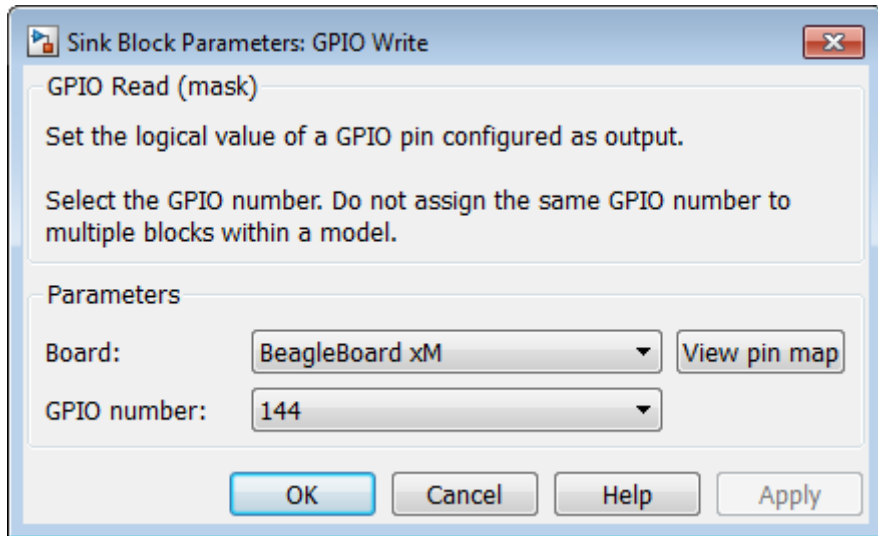 Sink Block Parameters: GPIO Write
GPIO Read (mask)
Set the logical value of a GPIO pin configured as output.
Select the GPIO number. Do not assign the same GPIO number to
multiple blocks within a model.
Parameters
Board: BeagleBoard xM View pin map
GPIO number: 144
OK Cancel Help Apply